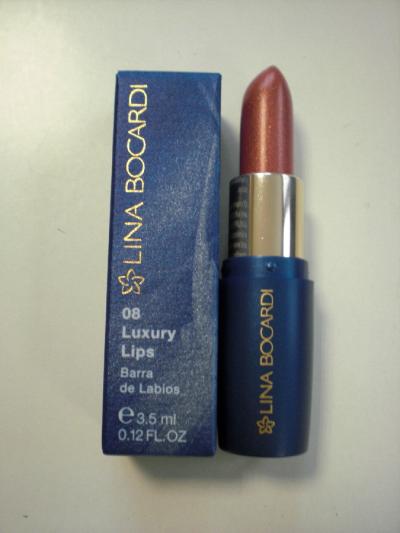 LINA BOCARDI
08
Luxury
Lips
Barra
de Labios
e 3.5 ml
0.12 FL.OZ
LINA BOCARDI